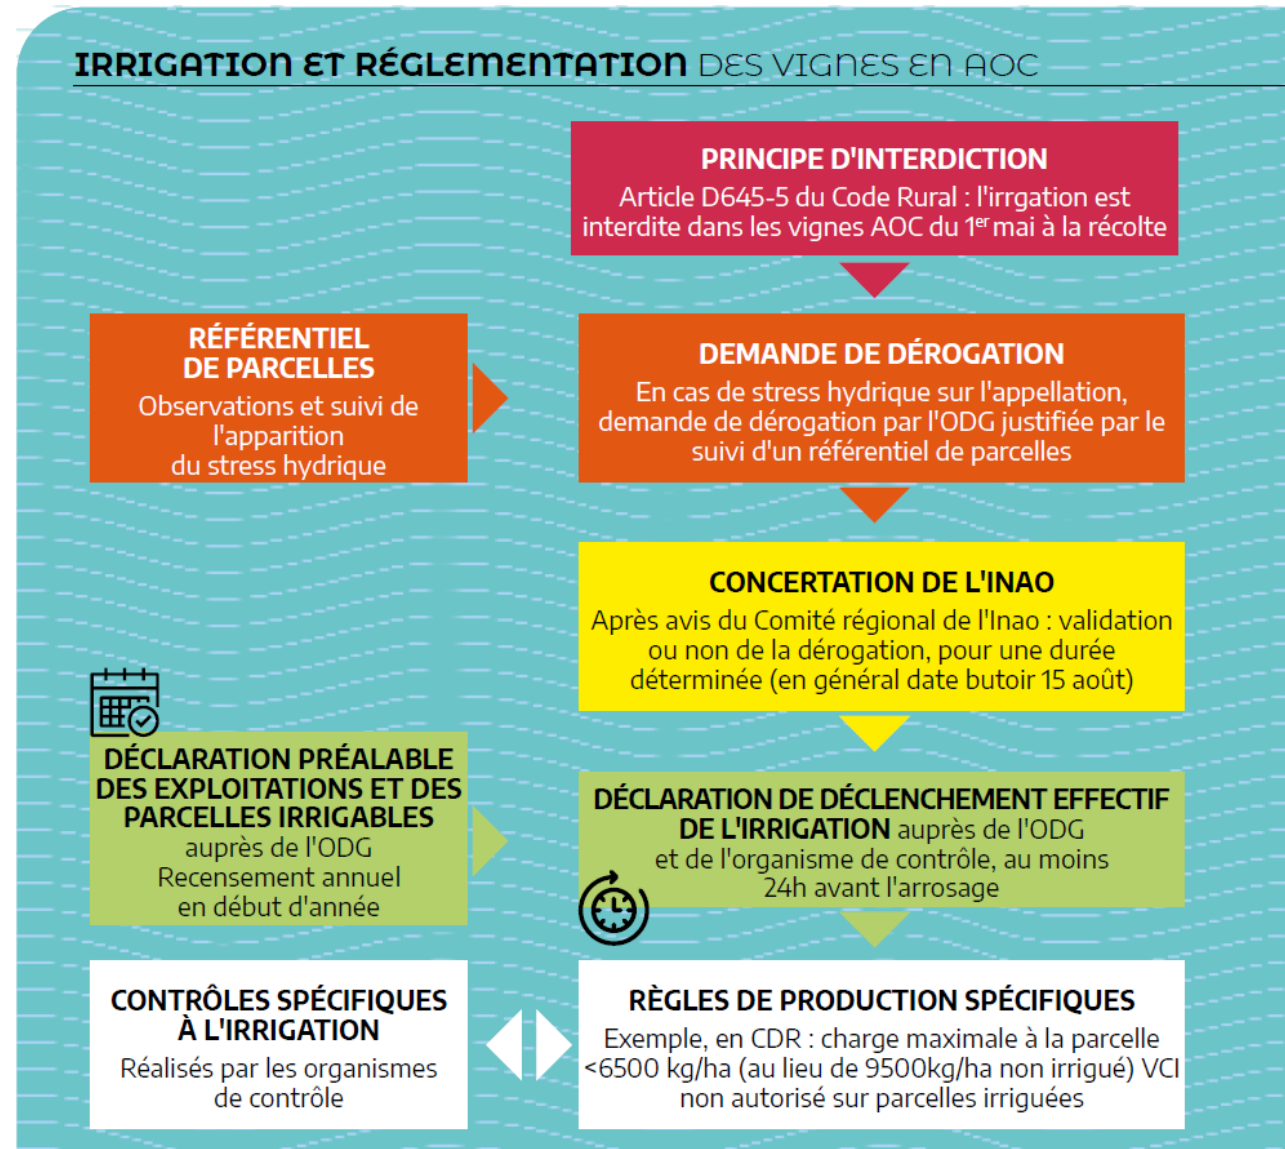 IRRIGATION ET RÉGLEMENTATION DES VIGNES EN AOC
PRINCIPE D'INTERDICTION
Article D645-5 du Code Rural : l'irrgation est
interdite dans les vignes AOC du 1er mai à la récolte
RÉFÉRENTIEL
DE PARCELLES
Observations et suivi de
l'apparition
du stress hydrique
DEMANDE DE DÉROGATION
En cas de stress hydrique sur l'appellation,
demande de dérogation par l'ODG justifiée par le
suivi d'un référentiel de parcelles
CONCERTATION DE L'INAO
Après avis du Comité régional de l'Inao : validation
ou non de la dérogation, pour une durée
déterminée (en général date butoir 15 août)
DÉCLARATION PRÉALABLE
DES EXPLOITATIONS ET DES
PARCELLES IRRIGABLES
auprès de l'ODG
Recensement annuel
en début d'année
DÉCLARATION DE DÉCLENCHEMENT EFFECTIF
DE L'IRRIGATION auprès de l'ODG
et de l'organisme de contrôle, au moins
24h avant l'arrosage
CONTRÔLES SPÉCIFIQUES
À L'IRRIGATION
Réalisés par les organismes
de contrôle
RÈGLES DE PRODUCTION SPÉCIFIQUES
Exemple, en CDR : charge maximale à la parcelle
<6500 kg/ha (au lieu de 9500kg/ha non irrigué) VCI
non autorisé sur parcelles irriguées